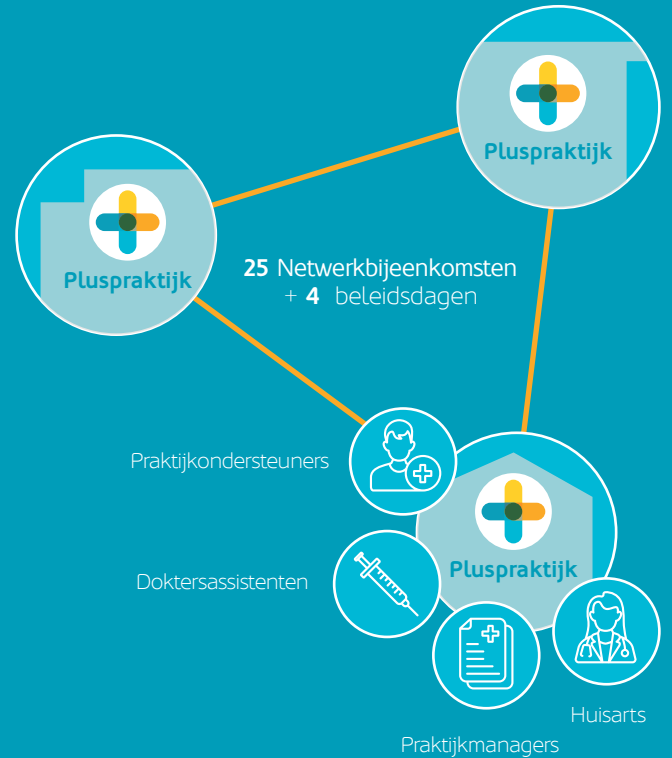 Pluspraktijk
Pluspraktijk
25 Netwerkbijeenkomsten
+ 4 beleidsdagen
Praktijkondersteuners
Pluspraktijk
Doktersassistenten
Huisarts
Praktijkmanagers